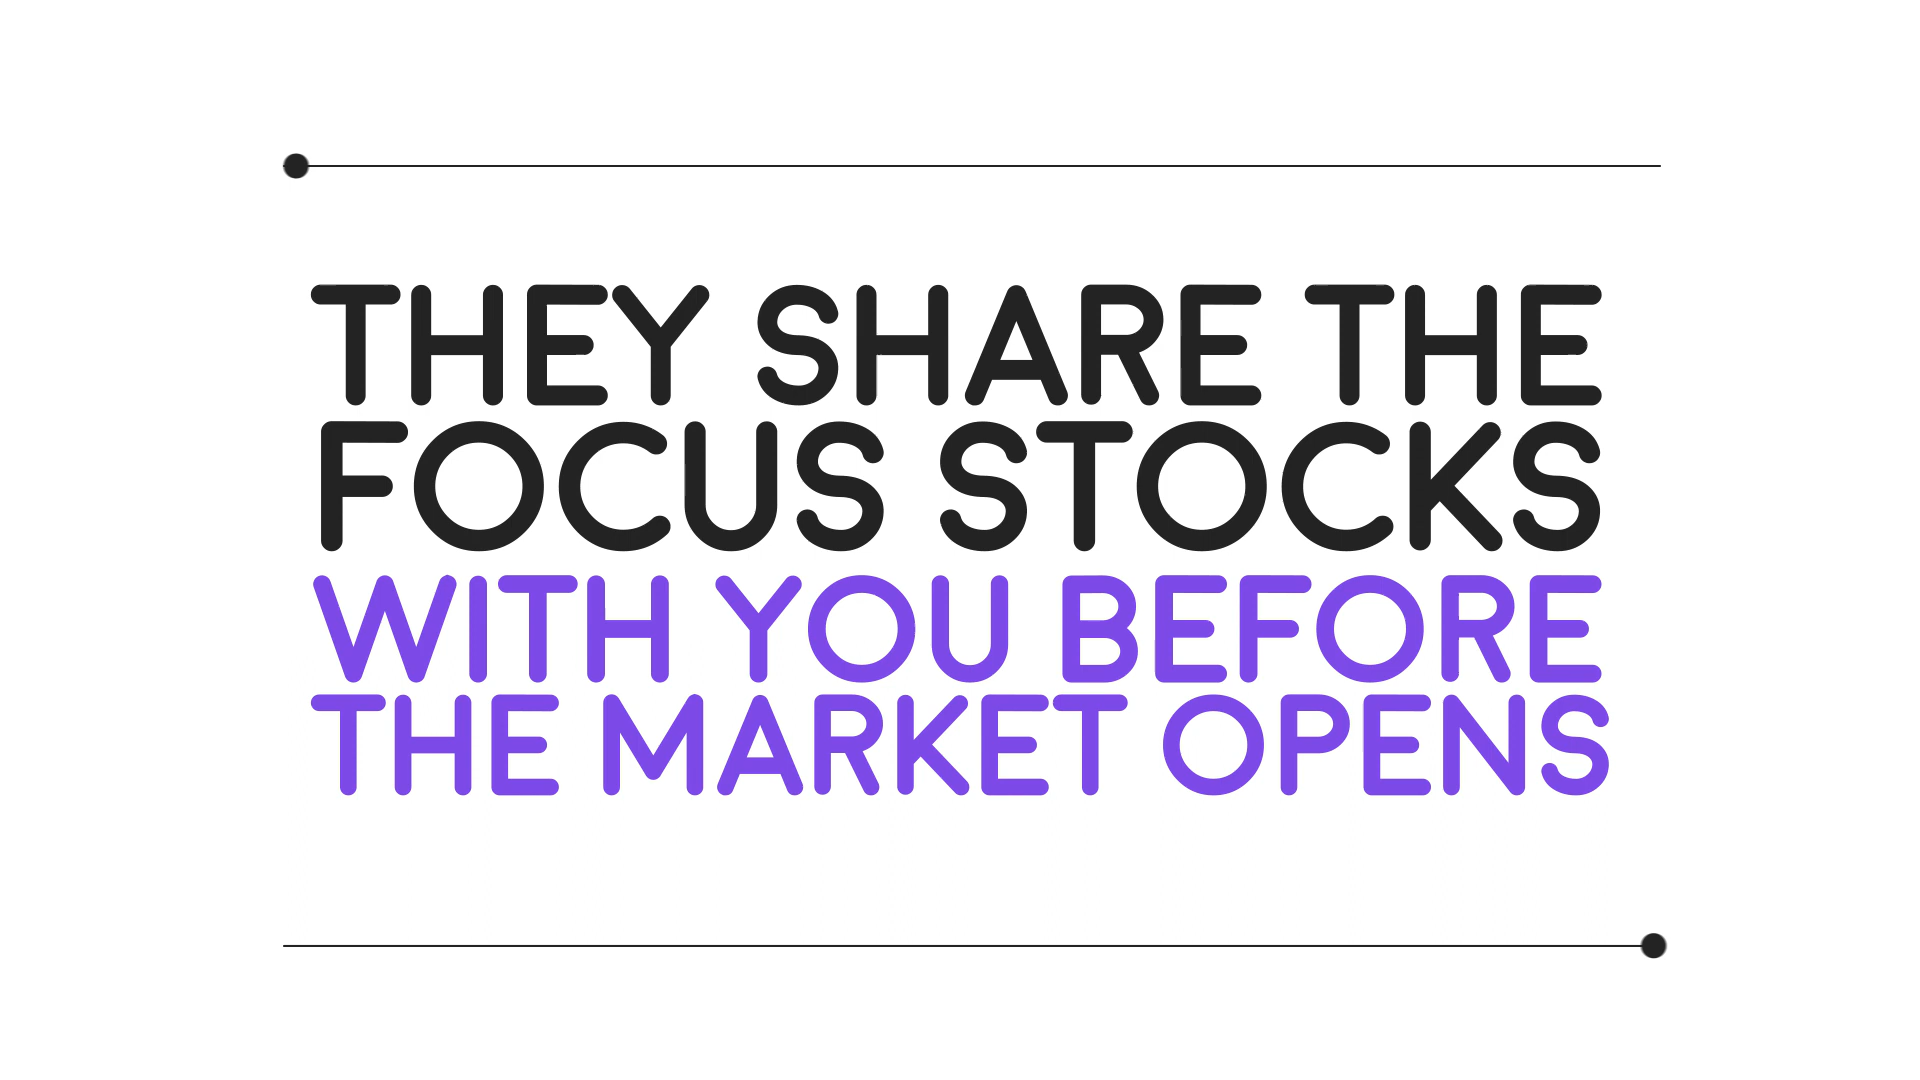 THEY SHARE THE
FOCUS STOCKS
WITH YOU BEFORE
THE MARKET OPENS